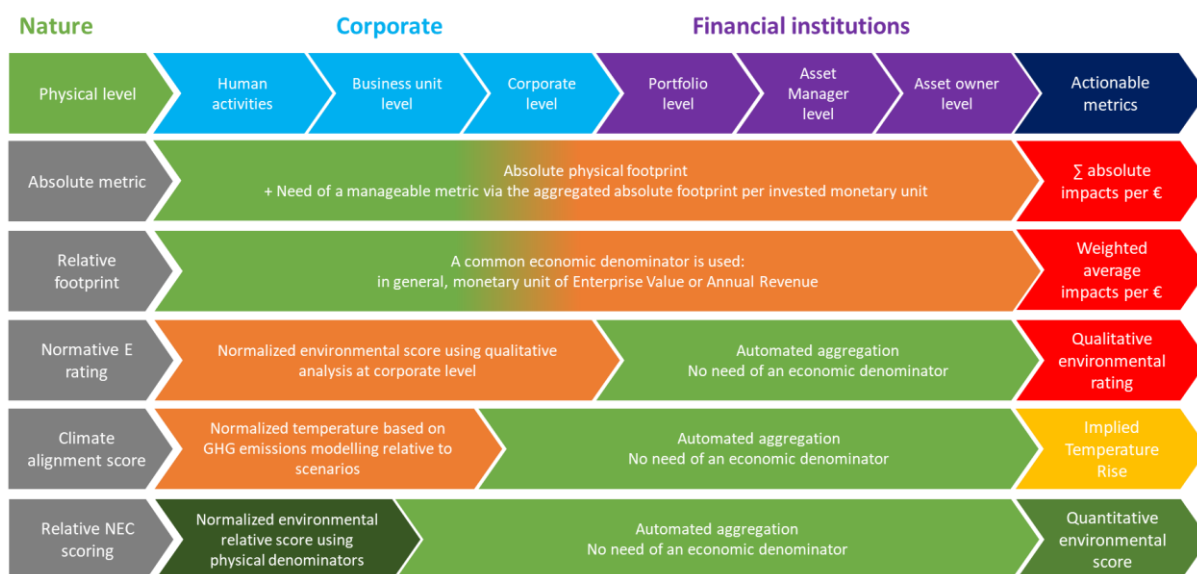 Nature
Corporate
Financial institutions
Physical level
Human
activities
Business unit
level
Corporate
level
Portfolio
level
Asset
Manager
level
Asset owner
level
Actionable
metrics
Absolute metric
Absolute physical footprint
+ Need of a manageable metric via the aggregated absolute footprint per invested monetary unit
∑ absolute
impacts per €
Relative
footprint
A common economic denominator is used:
in general, monetary unit of Enterprise Value or Annual Revenue
Weighted
average
impacts per €
Normative E
rating
Normalized environmental score using qualitative
analysis at corporate level
Automated aggregation
No need of an economic denominator
Qualitative
environmental
rating
Climate
alignment score
Normalized temperature based on
GHG emissions modelling relative to
scenarios
Automated aggregation
No need of an economic denominator
Implied
Temperature
Rise
Relative NEC
scoring
Normalized environmental
relative score using
physical denominators
Automated aggregation
No need of an economic denominator
Quantitative
environmental
score